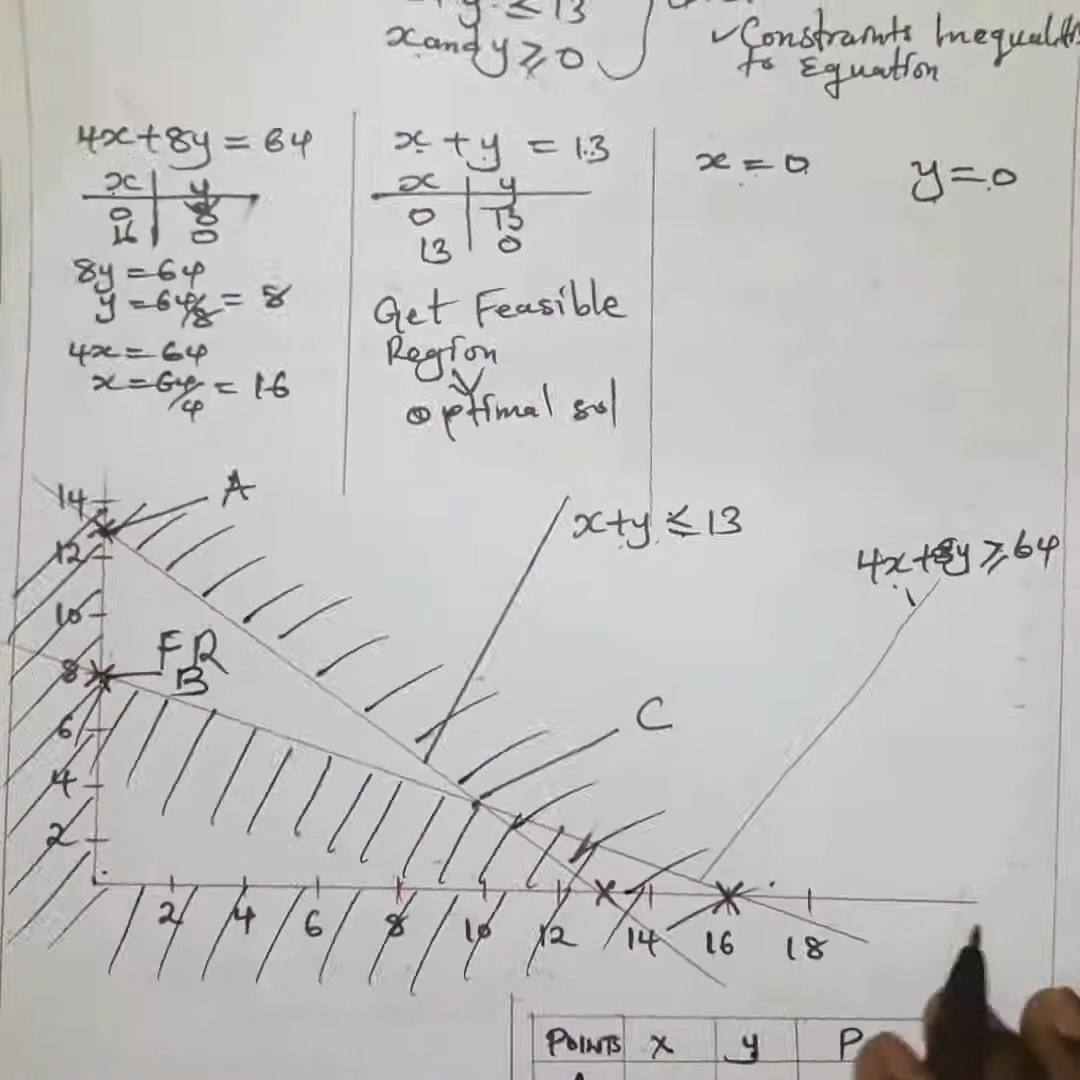 y ≤ 13
x and y ≥ 0
✓ Constraints Inequalit
to Equation
4x + 8y = 64
x | y
0 | 8
16 | 0
8y = 64
y = 64/8 = 8
4x = 64
x = 64/4 = 16
x + y = 13
x | y
0 | 13
13 | 0
Get Feasible
Region
optimal sol
x = 0
y = 0
A
14
12
10
8
6
4
2
FR
B
C
x+y ≤ 13
4x+8y ≥ 64
2 4 6 8 10 12 14 16 18
POINTS x y P